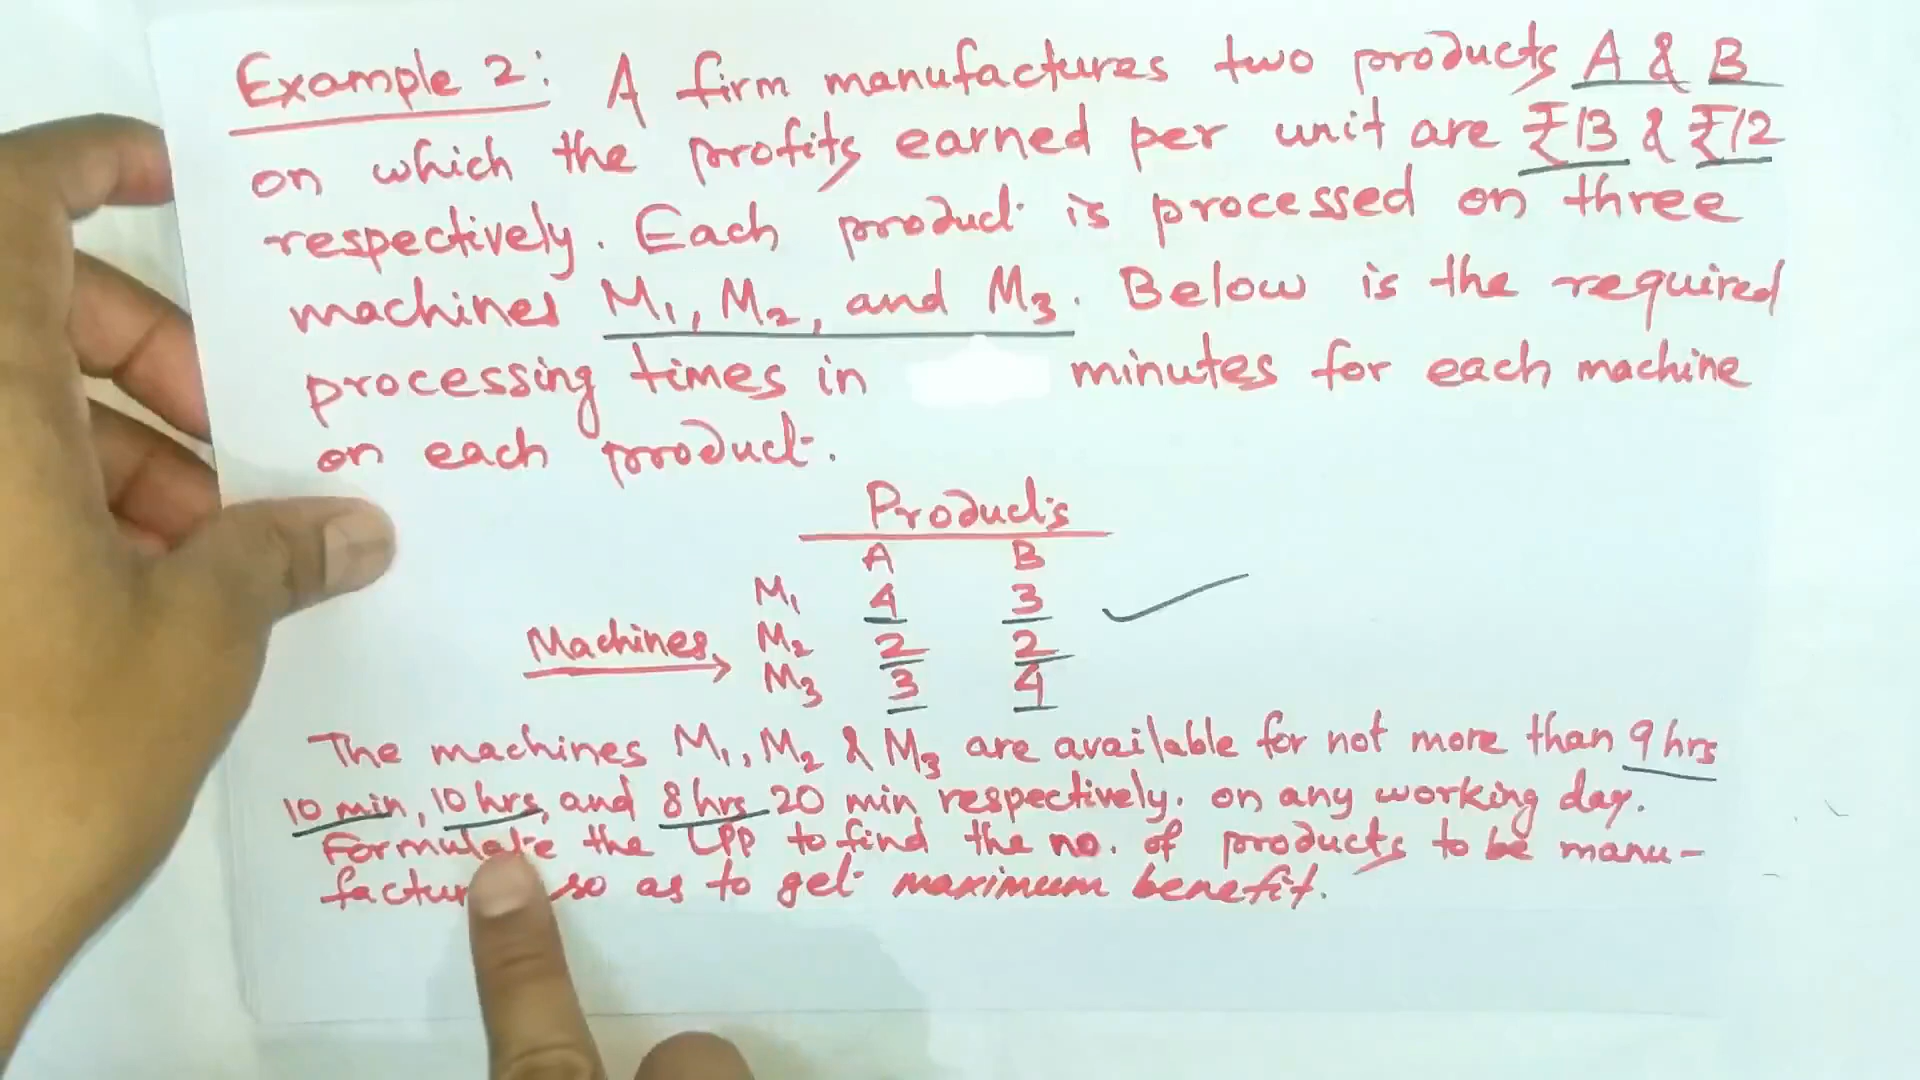 Example 2: A firm manufactures two products A & B
on which the profits earned per unit are ₹13 & ₹12
respectively. Each product is processed on three
machines M₁, M₂, and M₃. Below is the required
processing times in minutes for each machine
on each product.
Products
A B
M₁ 4 3
Machines M₂ 2 2
M₃ 3 4
The machines M₁, M₂ & M₃ are available for not more than 9 hrs
10 min, 10 hrs, and 8 hrs 20 min respectively. on any working day.
Formulate the LPP to find the no. of products to be manu-
factur so as to get maximum benefit.